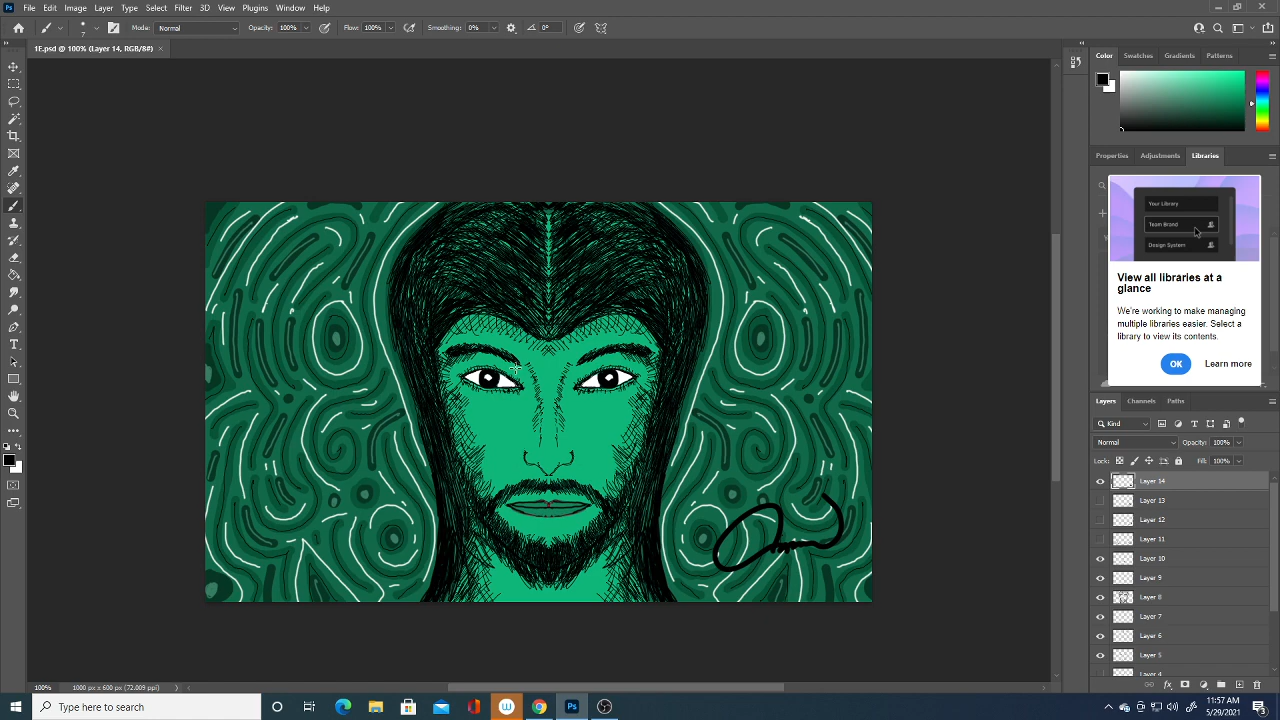 File Edit Image Layer Type Select Filter 3D View Plugins Window Help
Mode: Normal Opacity: 100% Flow: 100% Smoothing: 0% 0°
1E.psd @ 100% (Layer 14, RGB/8#)
Color Swatches Gradients Patterns
Properties Adjustments Libraries
Your Library
Team Brand
Design System
View all libraries at a
glance
We're working to make managing
multiple libraries easier. Select a
library to view its contents.
OK Learn more
Layers Channels Paths
Kind
Normal Opacity: 100%
Lock: Fill: 100%
Layer 14
Layer 13
Layer 12
Layer 11
Layer 10
Layer 9
Layer 8
Layer 7
Layer 6
Layer 5
Layer 4
100% 1000 px x 600 px (72.009 ppi)
Type here to search
11:57 AM
5/29/2021